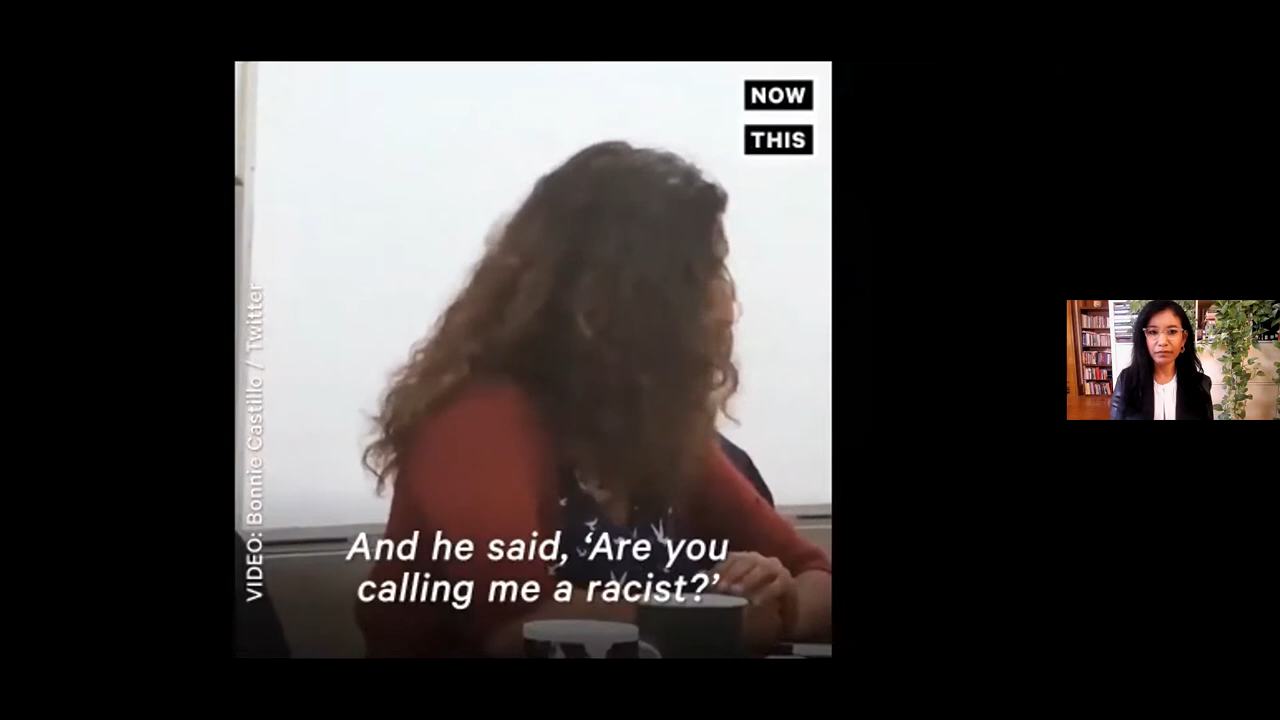 NOW
THIS
VIDEO: Bonnie Castillo / Twitter
And he said, ‘Are you
calling me a racist?’